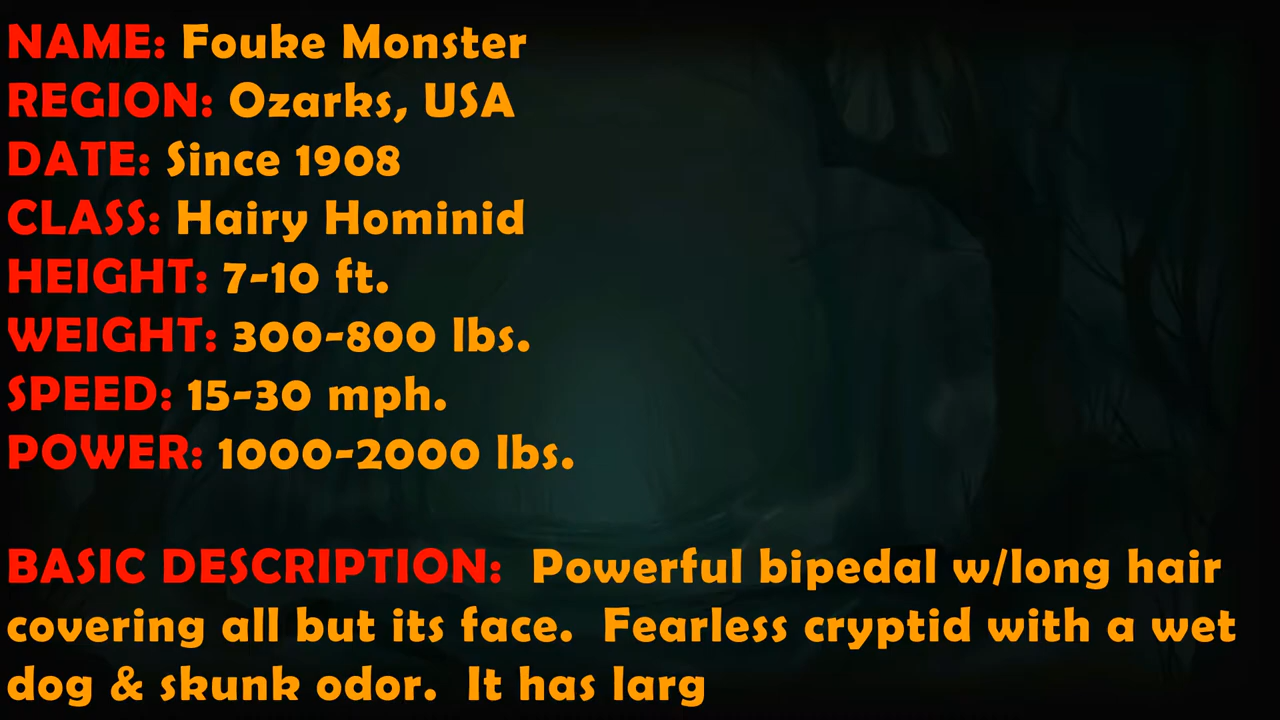 NAME: Fouke Monster
REGION: Ozarks, USA
DATE: Since 1908
CLASS: Hairy Hominid
HEIGHT: 7-10 ft.
WEIGHT: 300-800 lbs.
SPEED: 15-30 mph.
POWER: 1000-2000 lbs.
BASIC DESCRIPTION: Powerful bipedal w/long hair
covering all but its face. Fearless cryptid with a wet
dog & skunk odor. It has larg